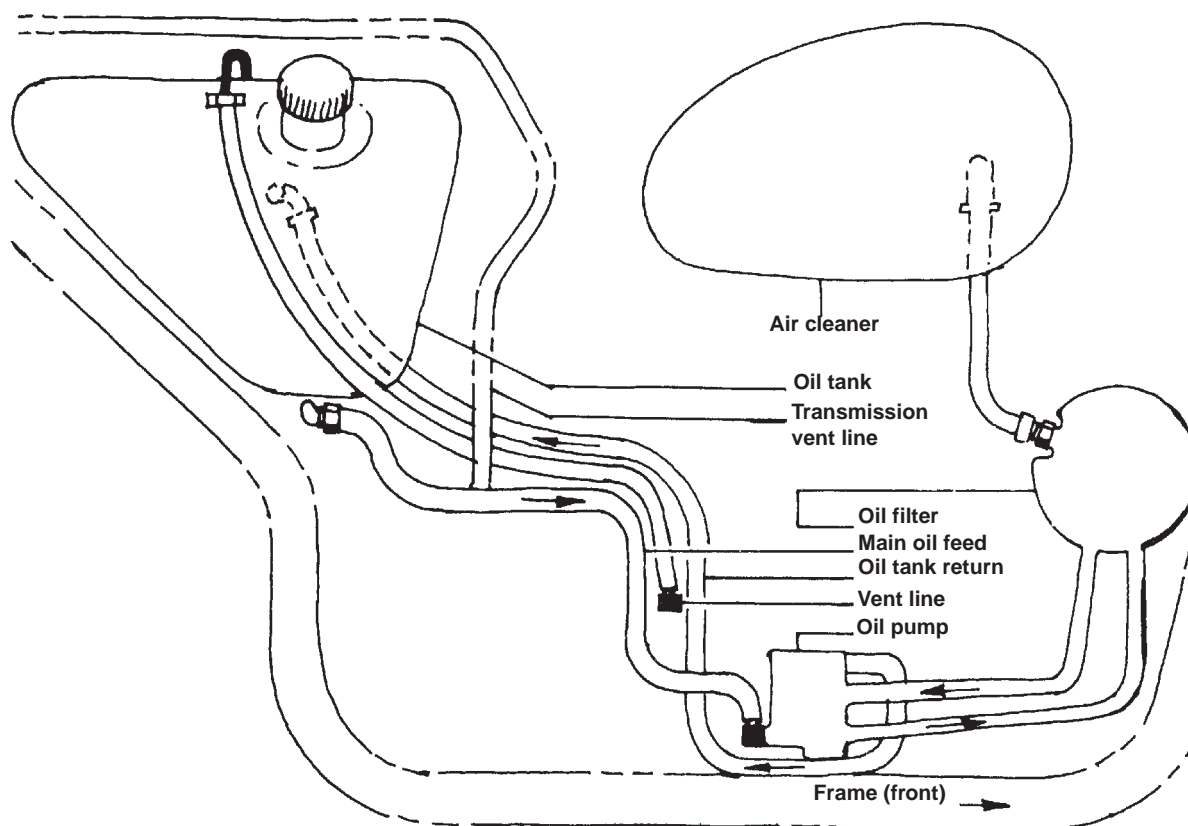 Air cleaner
Oil tank
Transmission
vent line
Oil filter
Main oil feed
Oil tank return
Vent line
Oil pump
Frame (front)